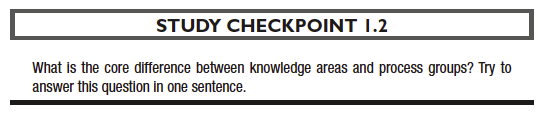 STUDY CHECKPOINT 1.2
What is the core difference between knowledge areas and process groups? Try to
answer this question in one sentence.